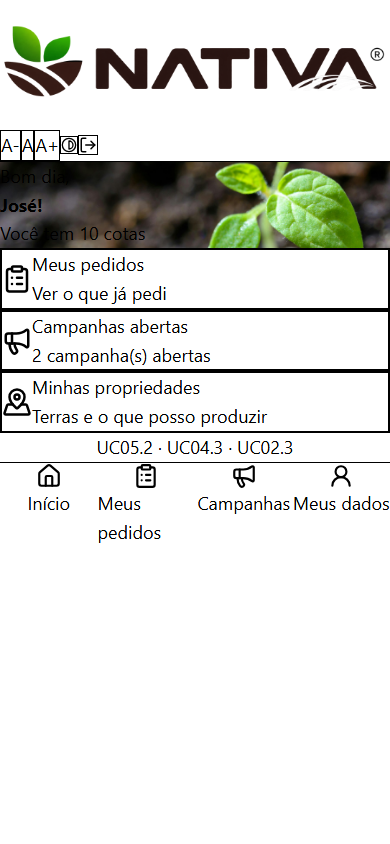 NATIVA®
A- A A+
Bom dia,
José!
Você tem 10 cotas
Meus pedidos
Ver o que já pedi
Campanhas abertas
2 campanha(s) abertas
Minhas propriedades
Terras e o que posso produzir
UC05.2 · UC04.3 · UC02.3
Início
Meus pedidos
Campanhas
Meus dados